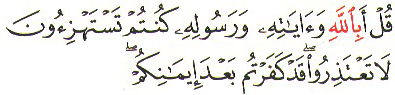 قُلْ أَبِٱللَّهِ وَءَايَـٰتِهِۦ وَرَسُولِهِۦ كُنتُمْ تَسْتَهْزِءُونَ
لَا تَعْتَذِرُوا۟ ۖ قَدْ كَفَرْتُم بَعْدَ إِيمَـٰنِكُمْ ۖ